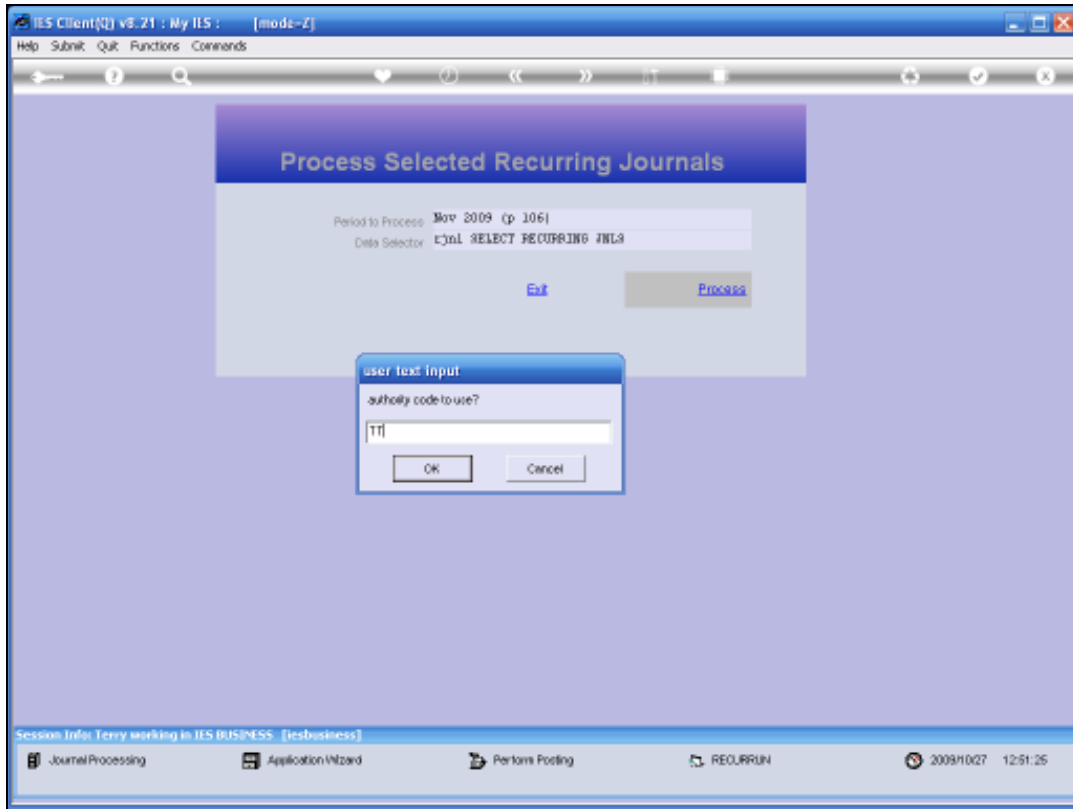 IES Client(Q) v8.21 : My IES : [mode=Z]
Help Submit Quit Functions Commands
Process Selected Recurring Journals
Period to Process Nov 2009 (p 106)
Data Selector rjnl SELECT RECURRING JNLS
Exit Process
user text input
authority code to use?
TT
OK Cancel
Session Info: Terry working in IES BUSINESS [iesbusiness]
Journal Processing Application Wizard Perform Posting RECURRUN 2009/10/27 12:51:25